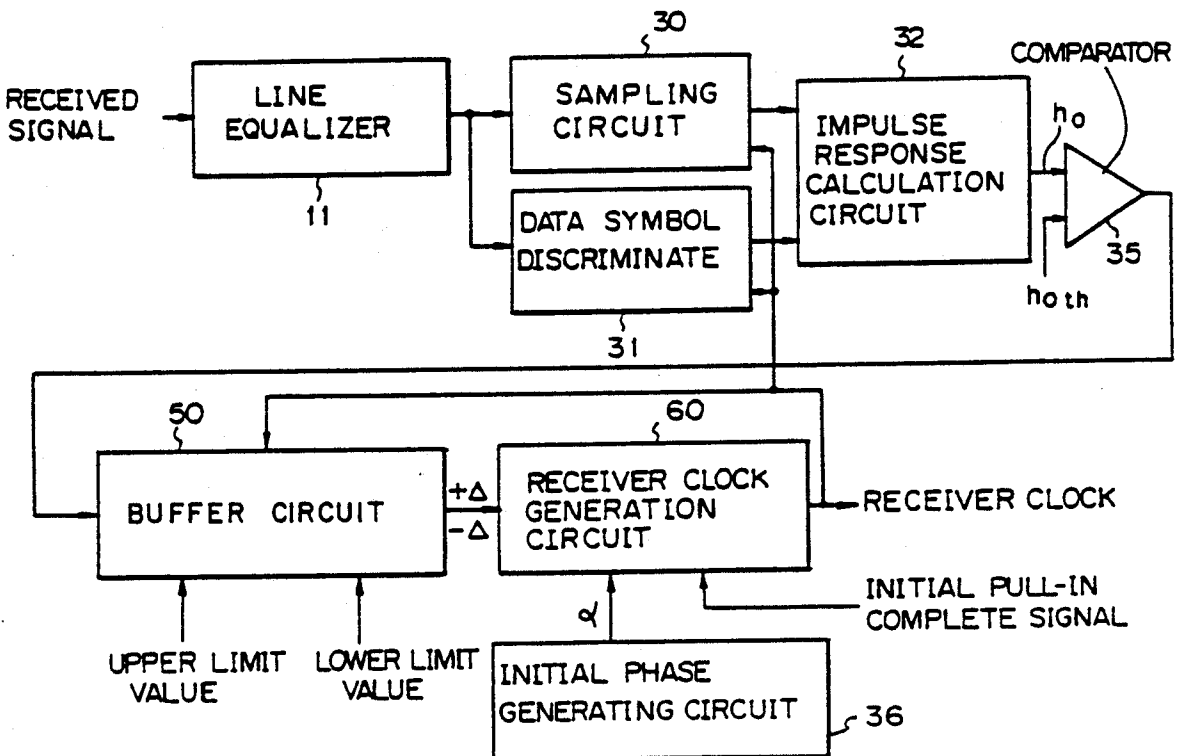 30
32
COMPARATOR
RECEIVED
SIGNAL
LINE
EQUALIZER
11
SAMPLING
CIRCUIT
IMPULSE
RESPONSE
CALCULATION
CIRCUIT
h0
35
h0th
DATA SYMBOL
DISCRIMINATE
31
50
60
BUFFER CIRCUIT
+Δ
-Δ
RECEIVER CLOCK
GENERATION
CIRCUIT
RECEIVER CLOCK
INITIAL PULL-IN
COMPLETE SIGNAL
α
UPPER LIMIT
VALUE
LOWER LIMIT
VALUE
INITIAL PHASE
GENERATING CIRCUIT
36